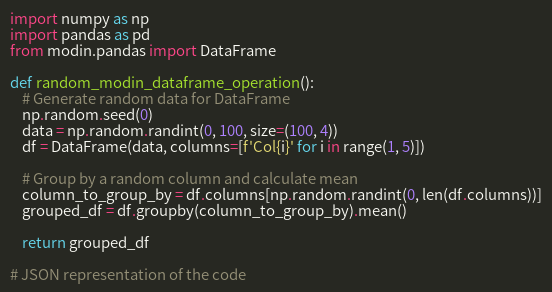 import numpy as np
import pandas as pd
from modin.pandas import DataFrame

def random_modin_dataframe_operation():
    # Generate random data for DataFrame
    np.random.seed(0)
    data = np.random.randint(0, 100, size=(100, 4))
    df = DataFrame(data, columns=[f'Col{i}' for i in range(1, 5)])

    # Group by a random column and calculate mean
    column_to_group_by = df.columns[np.random.randint(0, len(df.columns))]
    grouped_df = df.groupby(column_to_group_by).mean()

    return grouped_df

# JSON representation of the code